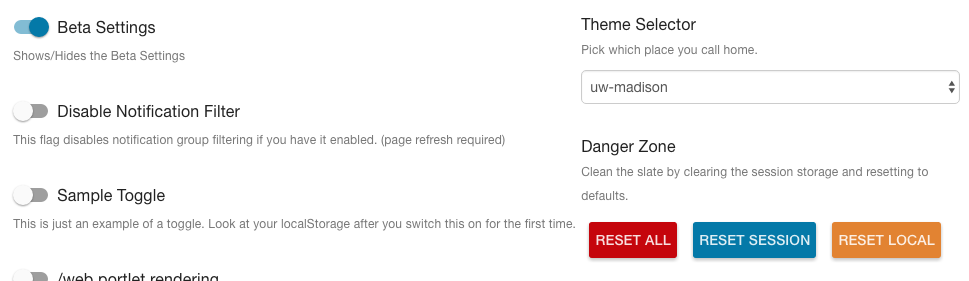 Beta Settings
Shows/Hides the Beta Settings
Disable Notification Filter
This flag disables notification group filtering if you have it enabled. (page refresh required)
Sample Toggle
This is just an example of a toggle. Look at your localStorage after you switch this on for the first time.
/web portlet rendering
Theme Selector
Pick which place you call home.
uw-madison
Danger Zone
Clean the slate by clearing the session storage and resetting to
defaults.
RESET ALL
RESET SESSION
RESET LOCAL